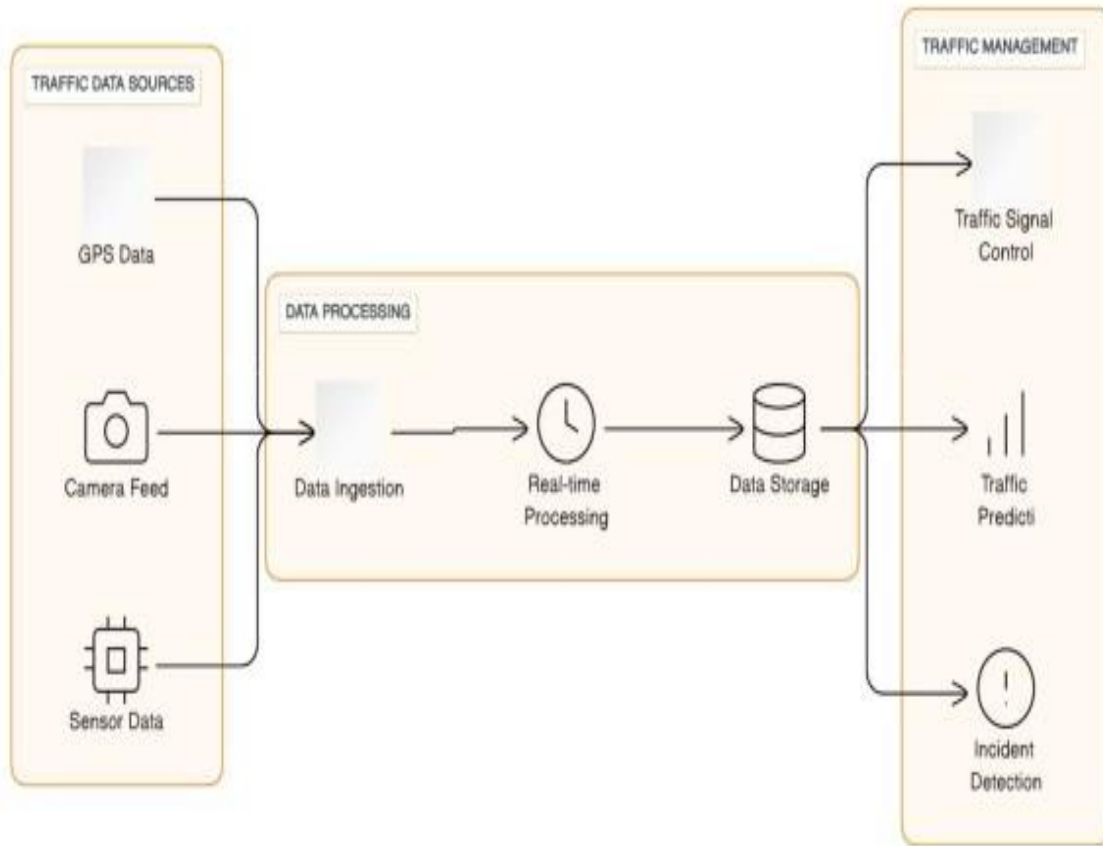 TRAFFIC DATA SOURCES
GPS Data
Camera Feed
Sensor Data
DATA PROCESSING
Data Ingestion
Real-time
Processing
Data Storage
TRAFFIC MANAGEMENT
Traffic Signal
Control
Traffic
Predicti
Incident
Detection